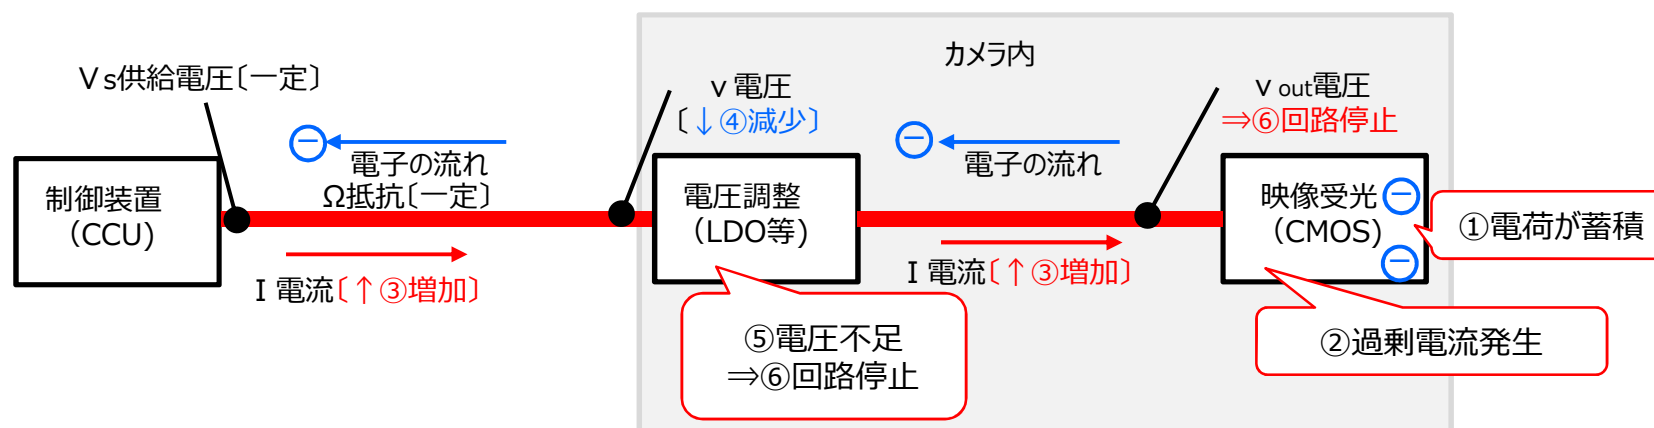 カメラ内
Vs供給電圧〔一定〕
v 電圧
〔↓④減少〕
v out電圧
⇒⑥回路停止
制御装置
(CCU)
－
電子の流れ
Ω抵抗〔一定〕
I 電流〔↑③増加〕
電圧調整
(LDO等)
－
電子の流れ
I 電流〔↑③増加〕
映像受光
(CMOS)
－
－
①電荷が蓄積
⑤電圧不足
⇒⑥回路停止
②過剰電流発生